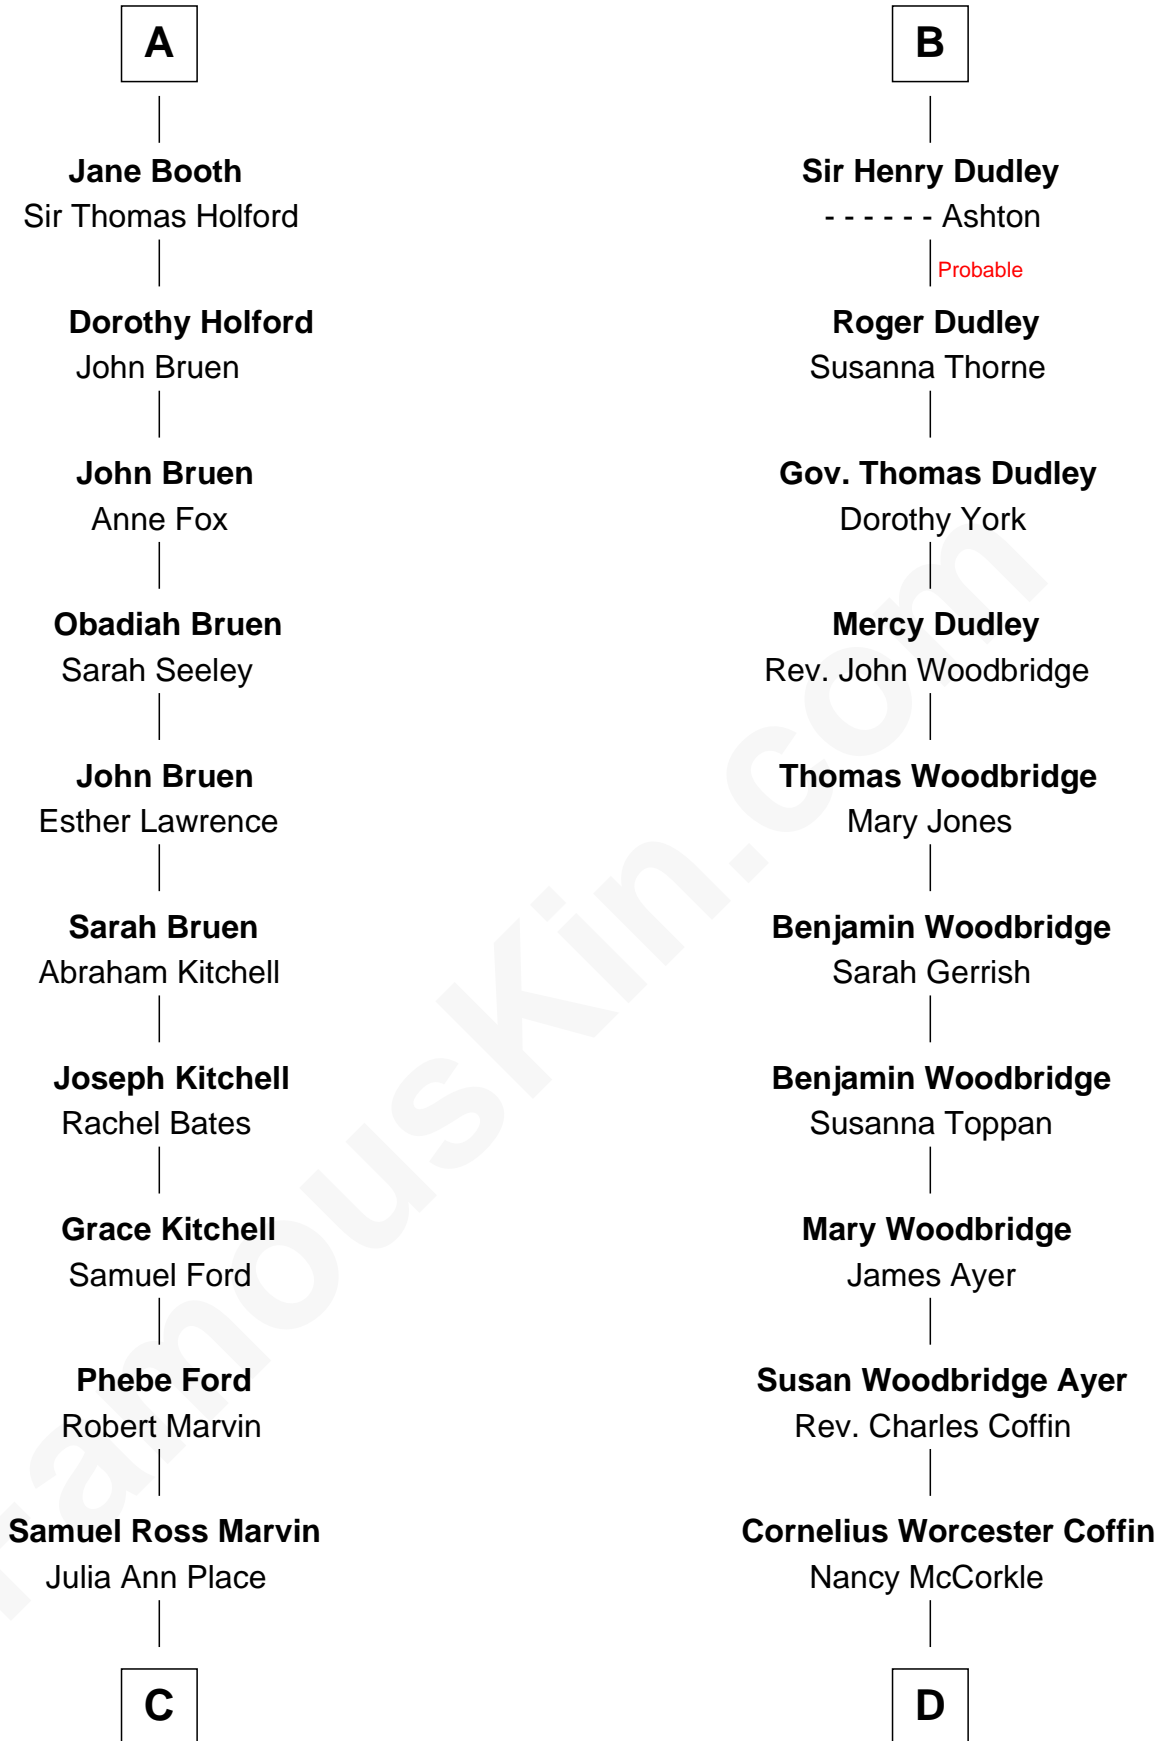 A
Jane Booth
Sir Thomas Holford
Dorothy Holford
John Bruen
John Bruen
Anne Fox
Obadiah Bruen
Sarah Seeley
John Bruen
Esther Lawrence
Sarah Bruen
Abraham Kitchell
Joseph Kitchell
Rachel Bates
Grace Kitchell
Samuel Ford
Phebe Ford
Robert Marvin
Samuel Ross Marvin
Julia Ann Place
C
B
Sir Henry Dudley
- - - - - - Ashton
Probable
Roger Dudley
Susanna Thorne
Gov. Thomas Dudley
Dorothy York
Mercy Dudley
Rev. John Woodbridge
Thomas Woodbridge
Mary Jones
Benjamin Woodbridge
Sarah Gerrish
Benjamin Woodbridge
Susanna Toppan
Mary Woodbridge
James Ayer
Susan Woodbridge Ayer
Rev. Charles Coffin
Cornelius Worcester Coffin
Nancy McCorkle
D
FamousKin.com